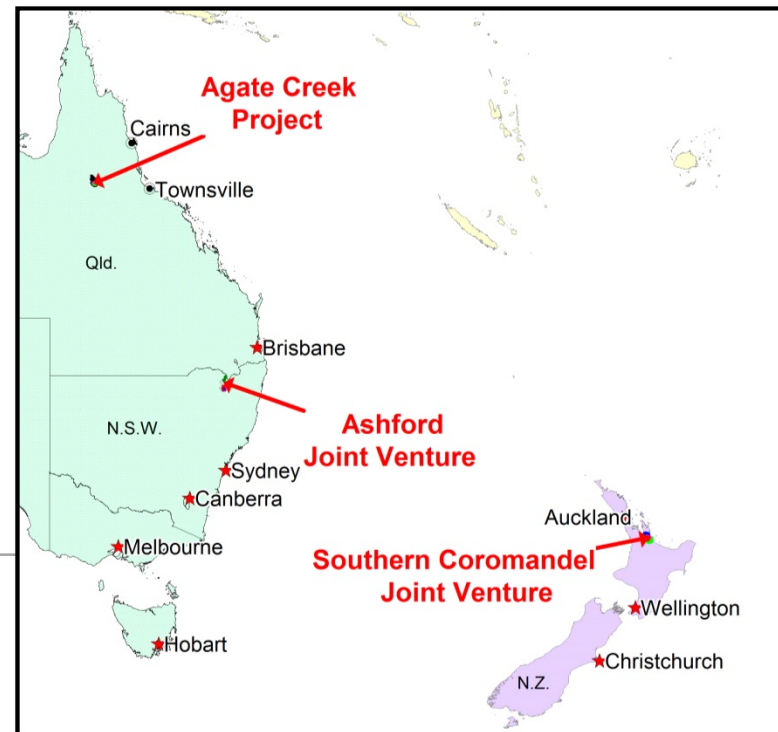 Agate Creek
Project
Cairns
Townsville
Qld.
Brisbane
Ashford
Joint Venture
N.S.W.
Sydney
Canberra
Melbourne
Auckland
Southern Coromandel
Joint Venture
Wellington
Hobart
Christchurch
N.Z.